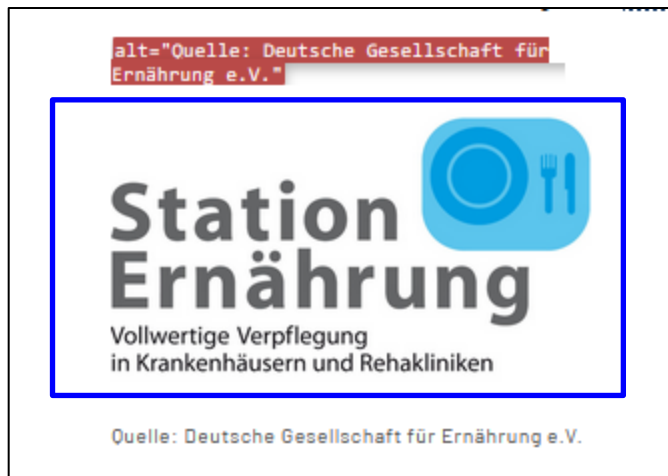 alt="Quelle: Deutsche Gesellschaft für
Ernährung e.V."
Station
Ernährung
Vollwertige Verpflegung
in Krankenhäusern und Rehakliniken
Quelle: Deutsche Gesellschaft für Ernährung e.V.